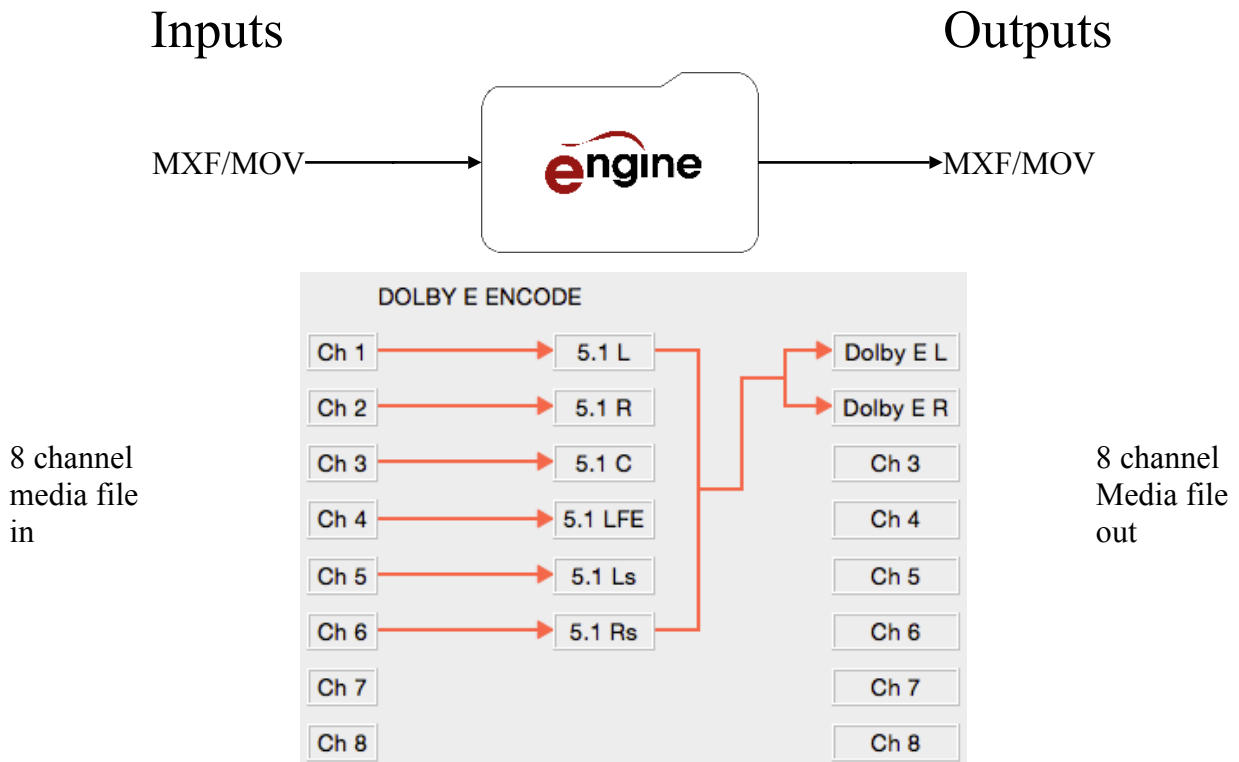 Inputs
Outputs
MXF/MOV
engine
MXF/MOV
DOLBY E ENCODE
Ch 1
5.1 L
Dolby E L
Ch 2
5.1 R
Dolby E R
8 channel
media file
in
Ch 3
5.1 C
Ch 3
8 channel
Media file
out
Ch 4
5.1 LFE
Ch 4
Ch 5
5.1 Ls
Ch 5
Ch 6
5.1 Rs
Ch 6
Ch 7
Ch 7
Ch 8
Ch 8